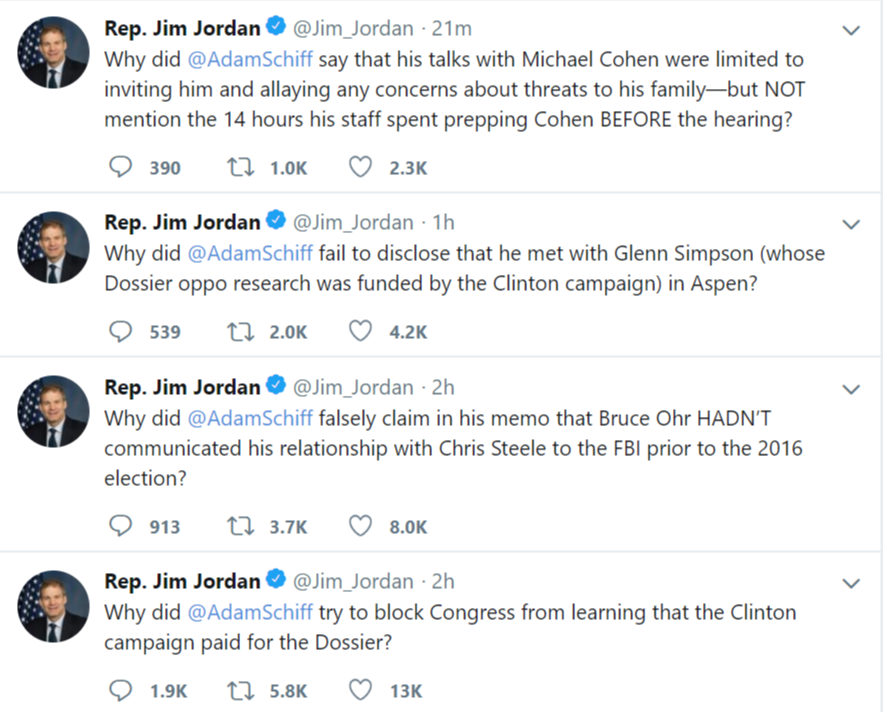 Rep. Jim Jordan @Jim_Jordan · 21m
Why did @AdamSchiff say that his talks with Michael Cohen were limited to
inviting him and allaying any concerns about threats to his family—but NOT
mention the 14 hours his staff spent prepping Cohen BEFORE the hearing?
390 1.0K 2.3K
Rep. Jim Jordan @Jim_Jordan · 1h
Why did @AdamSchiff fail to disclose that he met with Glenn Simpson (whose
Dossier oppo research was funded by the Clinton campaign) in Aspen?
539 2.0K 4.2K
Rep. Jim Jordan @Jim_Jordan · 2h
Why did @AdamSchiff falsely claim in his memo that Bruce Ohr HADN’T
communicated his relationship with Chris Steele to the FBI prior to the 2016
election?
913 3.7K 8.0K
Rep. Jim Jordan @Jim_Jordan · 2h
Why did @AdamSchiff try to block Congress from learning that the Clinton
campaign paid for the Dossier?
1.9K 5.8K 13K